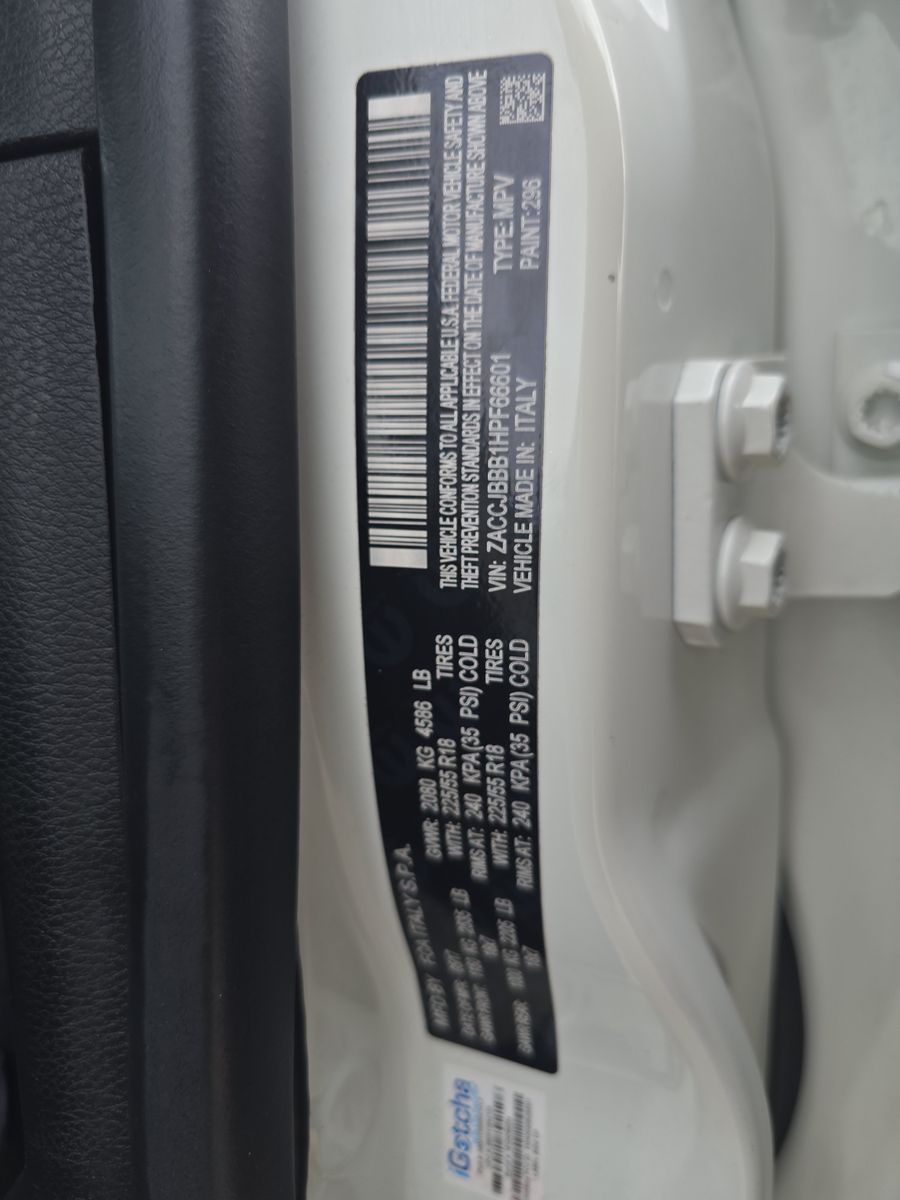 MFD BY FCA ITALY S.P.A.
GVWR: 2080 KG 4586 LB
WITH: 225/55 R18 TIRES
RIMS AT: 240 KPA(35 PSI) COLD
WITH: 225/55 R18 TIRES
RIMS AT: 240 KPA(35 PSI) COLD
THIS VEHICLE CONFORMS TO ALL APPLICABLE U.S.A. FEDERAL MOTOR VEHICLE SAFETY AND
THEFT PREVENTION STANDARDS IN EFFECT ON THE DATE OF MANUFACTURE SHOWN ABOVE
VIN: ZACCJBBB1HPF66601 TYPE: MPV
VEHICLE MADE IN: ITALY PAINT: 296
iGotcha